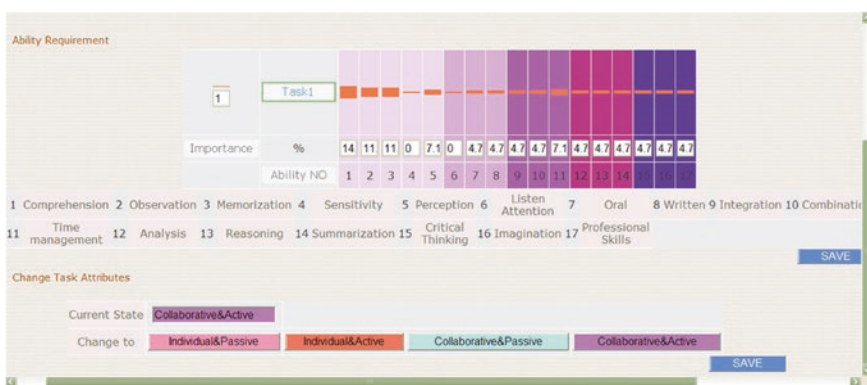 Ability Requirement
1 Task1
Importance % 14 11 11 0 7.1 0 4.7 4.7 4.7 4.7 7.1 4.7 4.7 4.7 4.7 4.7 4.7
Ability NO 1 2 3 4 5 6 7 8 9 10 11 12 13 14 15 16 17
1 Comprehension 2 Observation 3 Memorization 4 Sensitivity 5 Perception 6 Listen Attention 7 Oral 8 Written 9 Integration 10 Combinatic
11 Time management 12 Analysis 13 Reasoning 14 Summarization 15 Critical Thinking 16 Imagination 17 Professional Skills
SAVE
Change Task Attributes
Current State Collaborative&Active
Change to Individual&Passive Individual&Active Collaborative&Passive Collaborative&Active
SAVE